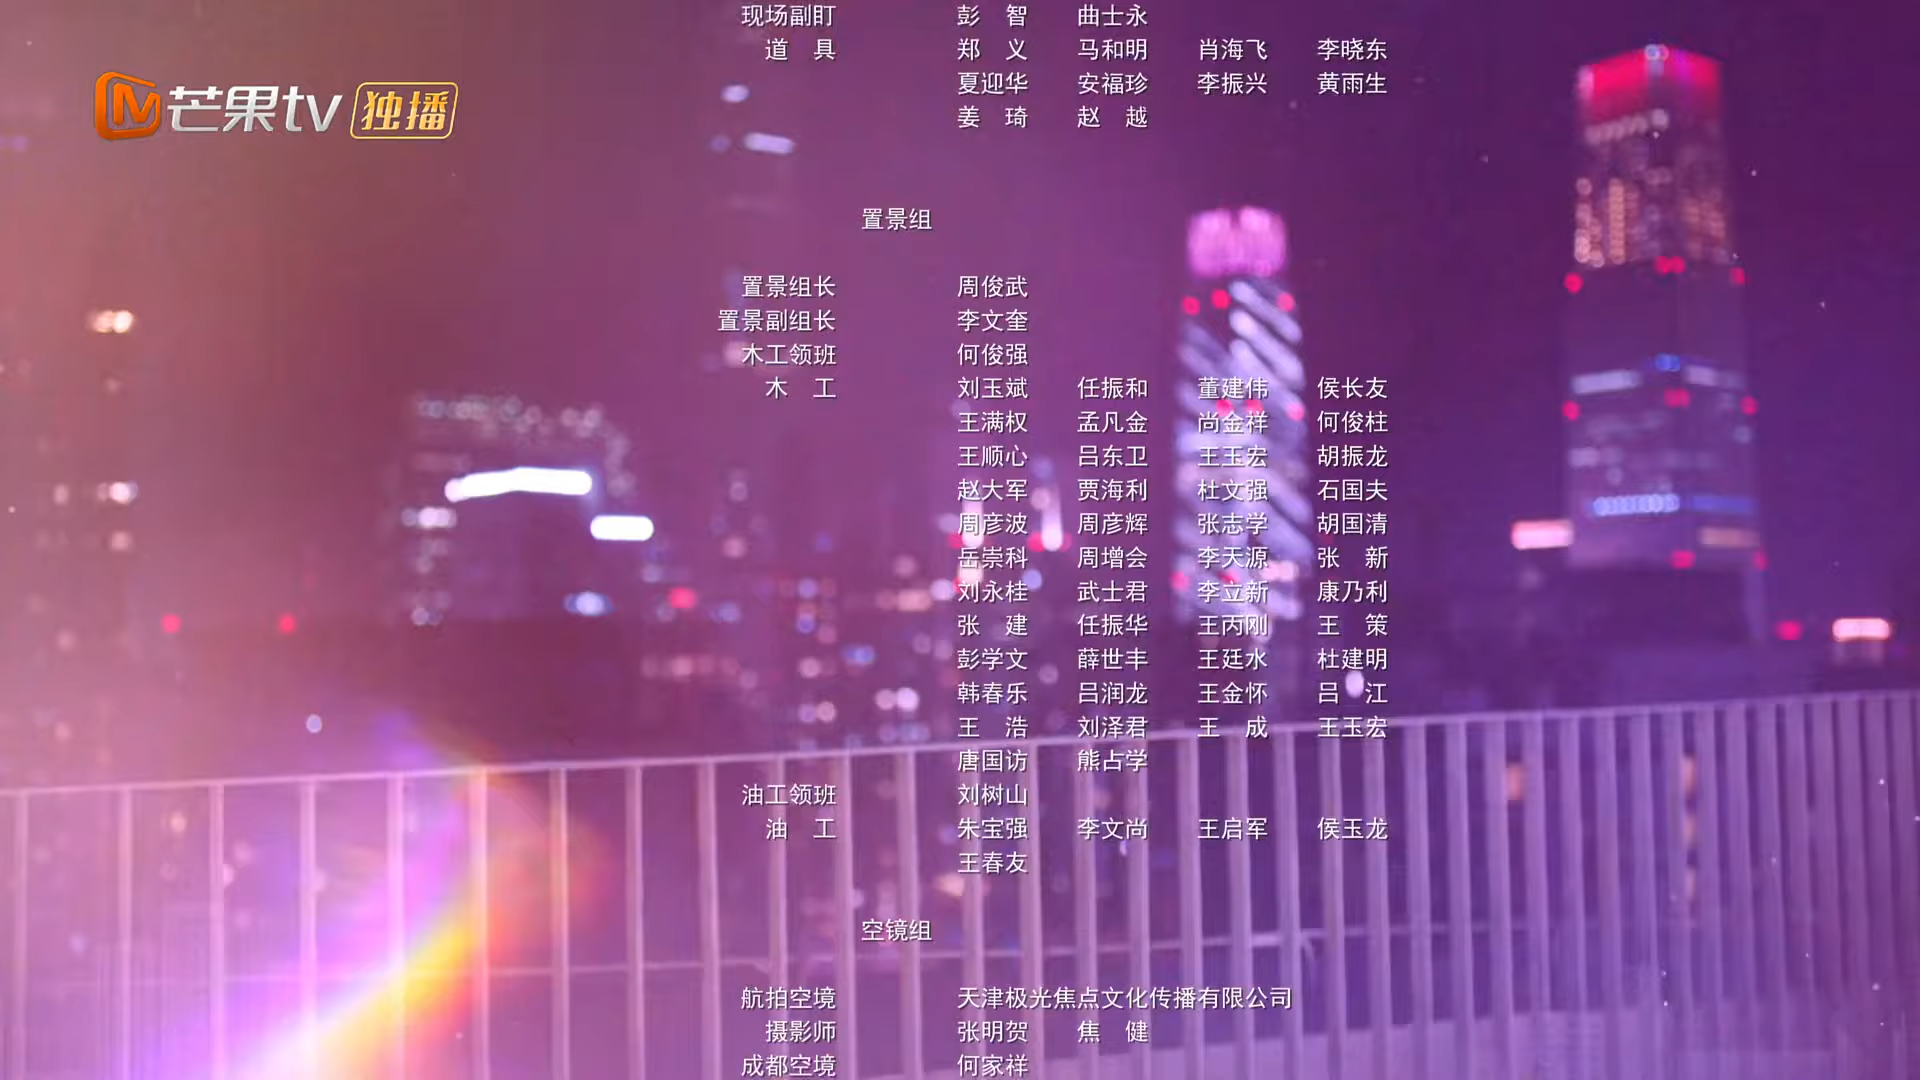 现场副盯 彭 智 曲士永
道 具 郑 义 马和明 肖海飞 李晓东
夏迎华 安福珍 李振兴 黄雨生
姜 琦 赵 越
芒果tv 独播
置景组
置景组长 周俊武
置景副组长 李文奎
木工领班 何俊强
木 工 刘玉斌 任振和 董建伟 侯长友
王满权 孟凡金 尚金祥 何俊柱
王顺心 吕东卫 王玉宏 胡振龙
赵大军 贾海利 杜文强 石国夫
周彦波 周彦辉 张志学 胡国清
岳崇科 周增会 李天源 张 新
刘永桂 武士君 李立新 康乃利
张 建 任振华 王丙刚 王 策
彭学文 薛世丰 王廷水 杜建明
韩春乐 吕润龙 王金怀 吕 江
王 浩 刘泽君 王 成 王玉宏
唐国访 熊占学
油工领班 刘树山
油 工 朱宝强 李文尚 王启军 侯玉龙
王春友
空镜组
航拍空境 天津极光焦点文化传播有限公司
摄影师 张明贺 焦 健
成都空境 何家祥